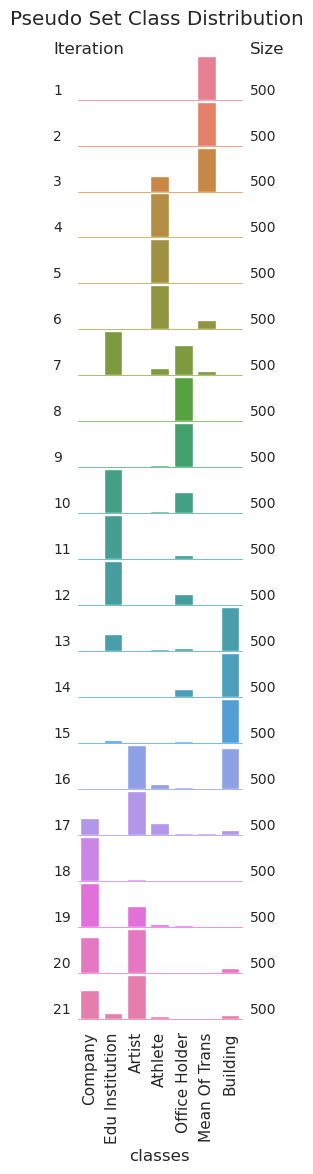 Pseudo Set Class Distribution
Iteration Size
1 500
2 500
3 500
4 500
5 500
6 500
7 500
8 500
9 500
10 500
11 500
12 500
13 500
14 500
15 500
16 500
17 500
18 500
19 500
20 500
21 500
Company
Edu Institution
Artist
Athlete
Office Holder
Mean Of Trans
Building
classes